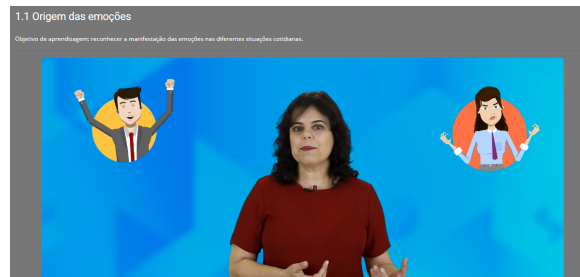 1.1 Origem das emoções
Objetivo de aprendizagem: reconhecer a manifestação das emoções nas diferentes situações cotidianas.